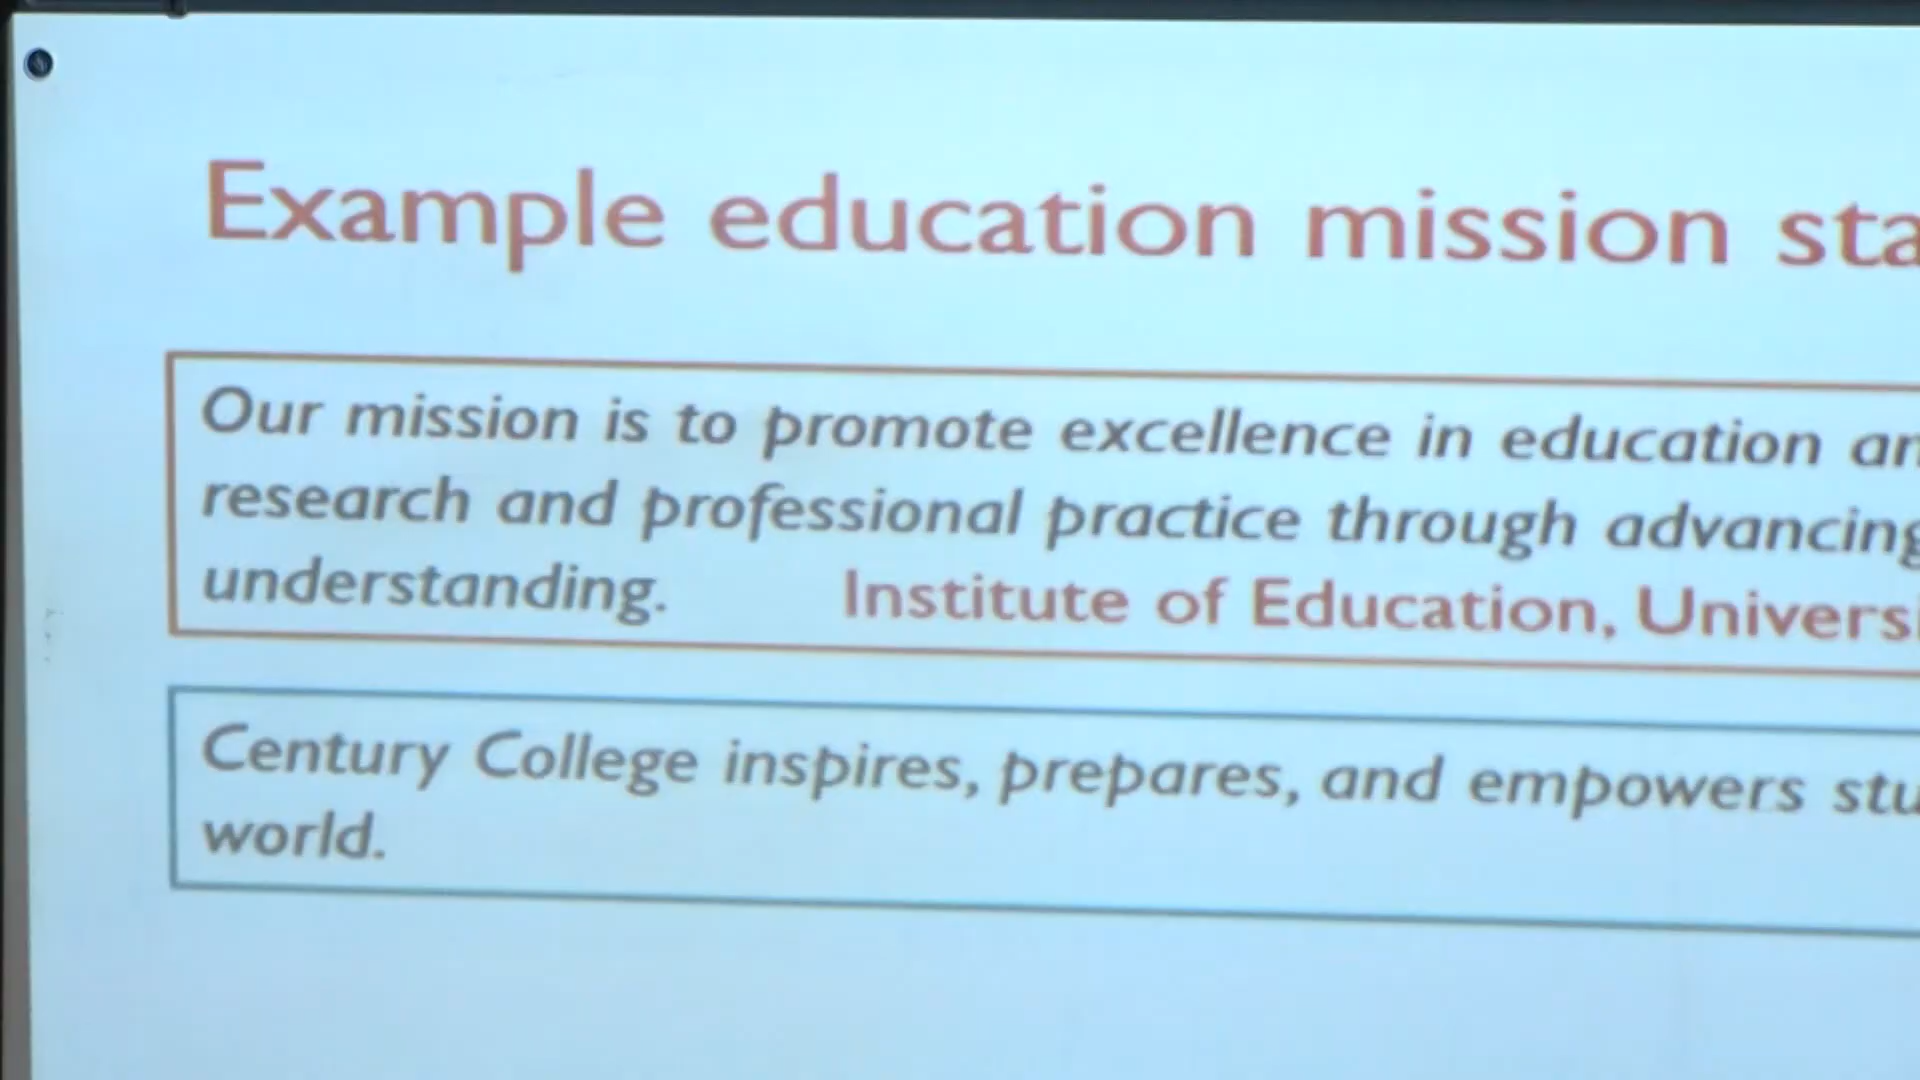 Example education mission sta
Our mission is to promote excellence in education an
research and professional practice through advancing
understanding. Institute of Education, Universi
Century College inspires, prepares, and empowers stu
world.